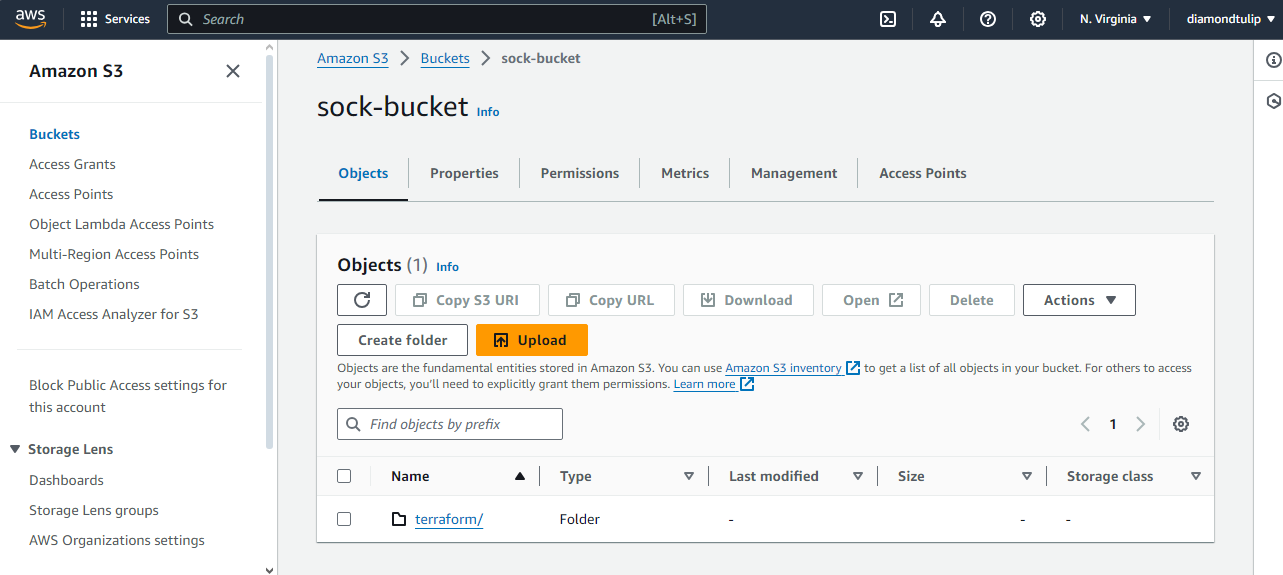 aws Services Search [Alt+S] N. Virginia diamondtulip
Amazon S3
Buckets
Access Grants
Access Points
Object Lambda Access Points
Multi-Region Access Points
Batch Operations
IAM Access Analyzer for S3
Block Public Access settings for
this account
Storage Lens
Dashboards
Storage Lens groups
AWS Organizations settings
Amazon S3 > Buckets > sock-bucket
sock-bucket Info
Objects Properties Permissions Metrics Management Access Points
Objects (1) Info
Copy S3 URI Copy URL Download Open Delete Actions
Create folder Upload
Objects are the fundamental entities stored in Amazon S3. You can use Amazon S3 inventory to get a list of all objects in your bucket. For others to access
your objects, you'll need to explicitly grant them permissions. Learn more
Find objects by prefix 1
Name Type Last modified Size Storage class
terraform/ Folder - - -